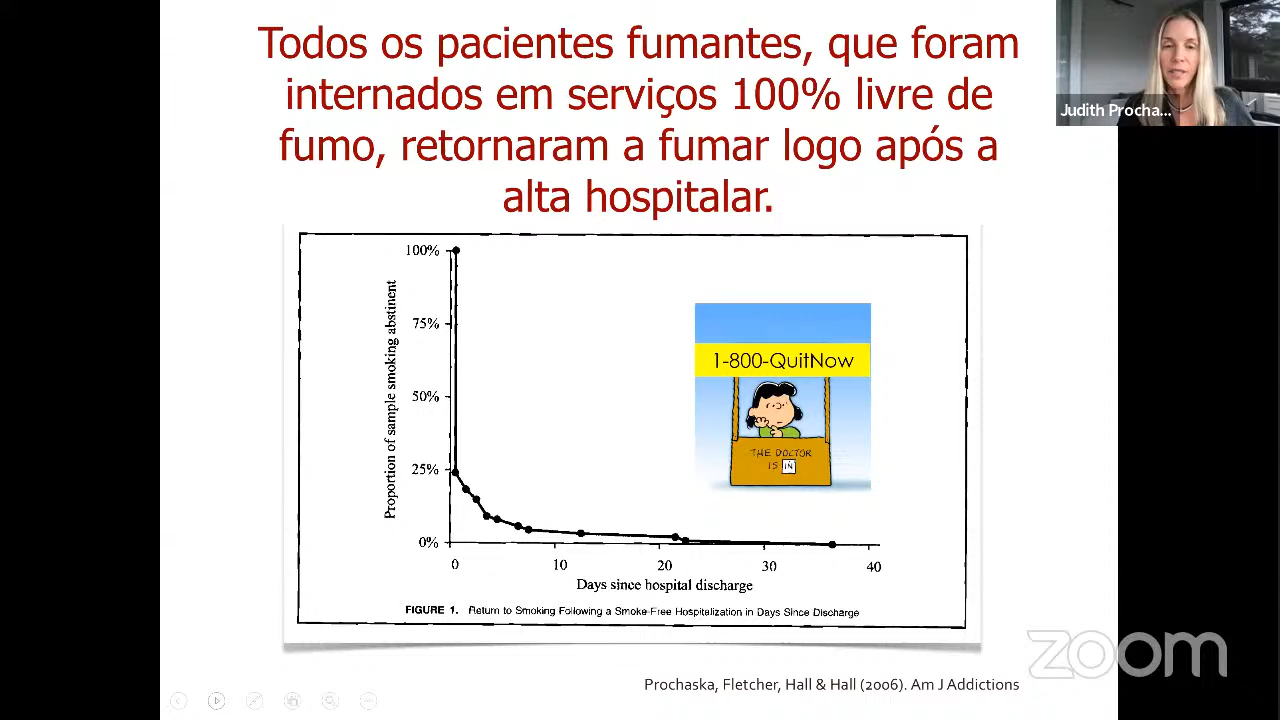 Todos os pacientes fumantes, que foram
internados em serviços 100% livre de
fumo, retornaram a fumar logo após a
alta hospitalar.
Judith Procha...
100%
75%
50%
25%
0%
Proportion of sample smoking abstinent
1-800-QuitNow
THE DOCTOR
IS IN
0
10
20
30
40
Days since hospital discharge
FIGURE 1. Return to Smoking Following a Smoke-Free Hospitalization in Days Since Discharge
zoom
Prochaska, Fletcher, Hall & Hall (2006). Am J Addictions